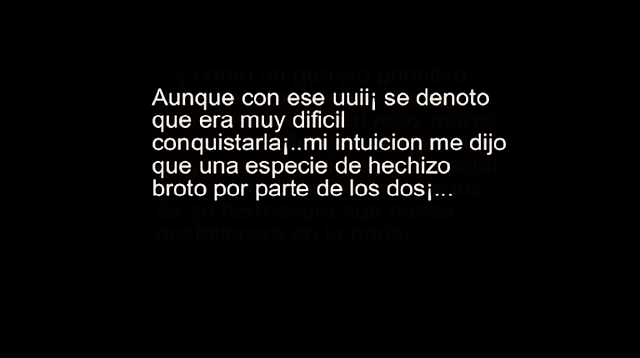 Aunque con ese uuii¡ se denoto
que era muy dificil
conquistarla¡..mi intuicion me dijo
que una especie de hechizo
broto por parte de los dos¡...